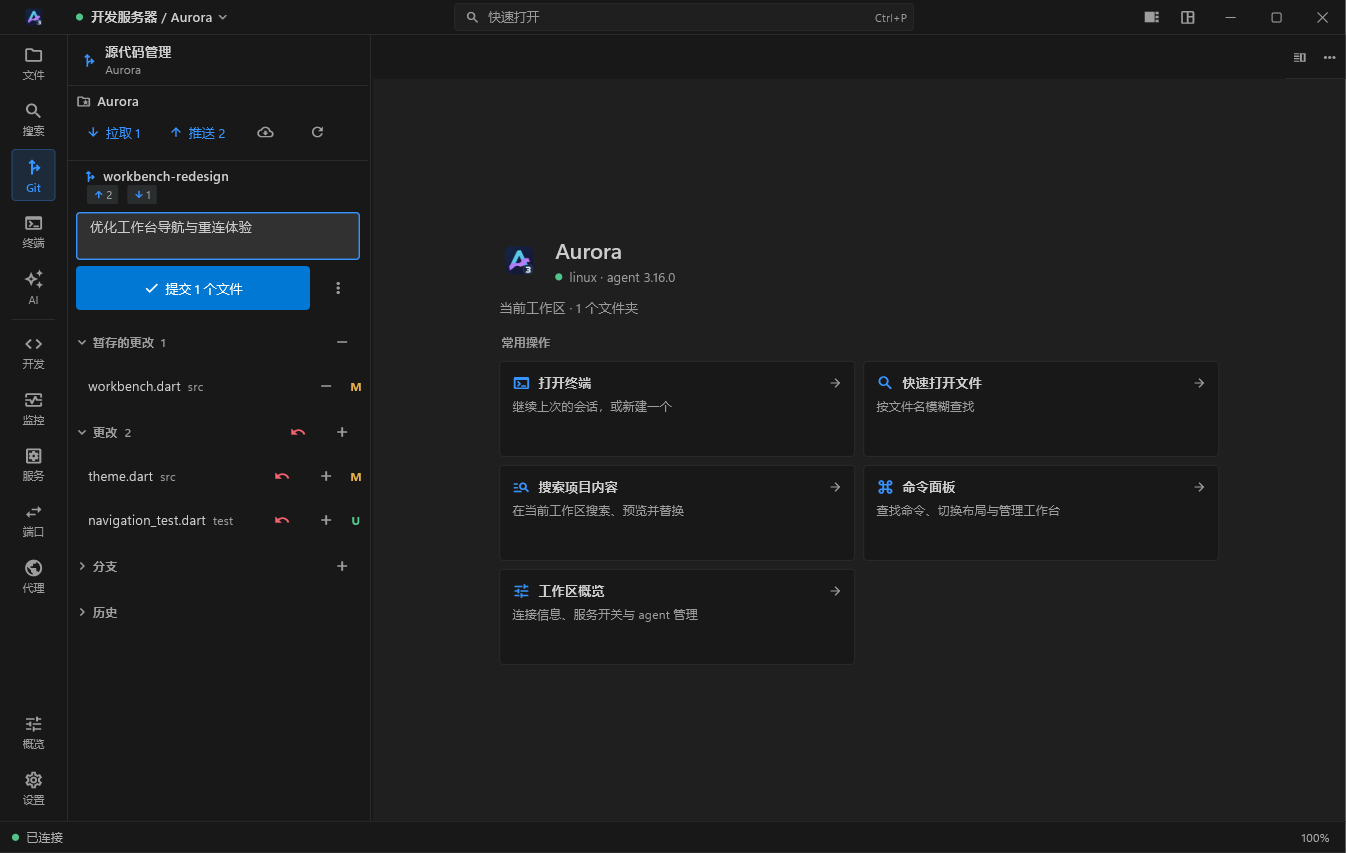 开发服务器 / Aurora
快速打开
Ctrl+P
文件
搜索
Git
终端
AI
开发
监控
服务
端口
代理
概览
设置
源代码管理
Aurora
Aurora
拉取 1
推送 2
workbench-redesign
2
1
优化工作台导航与重连体验
提交 1 个文件
暂存的更改 1
workbench.dart src
M
更改 2
theme.dart src
M
navigation_test.dart test
U
分支
历史
Aurora
linux · agent 3.16.0
当前工作区 · 1 个文件夹
常用操作
打开终端
继续上次的会话，或新建一个
快速打开文件
按文件名模糊查找
搜索项目内容
在当前工作区搜索、预览并替换
命令面板
查找命令、切换布局与管理工作台
工作区概览
连接信息、服务开关与 agent 管理
已连接
100%